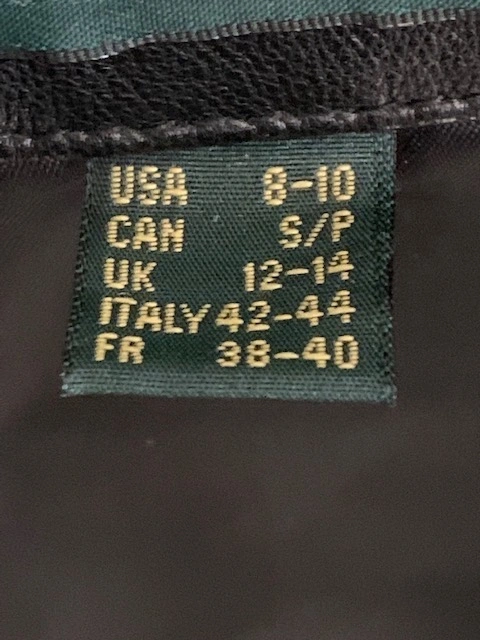 USA 8-10
CAN S/P
UK 12-14
ITALY 42-44
FR 38-40